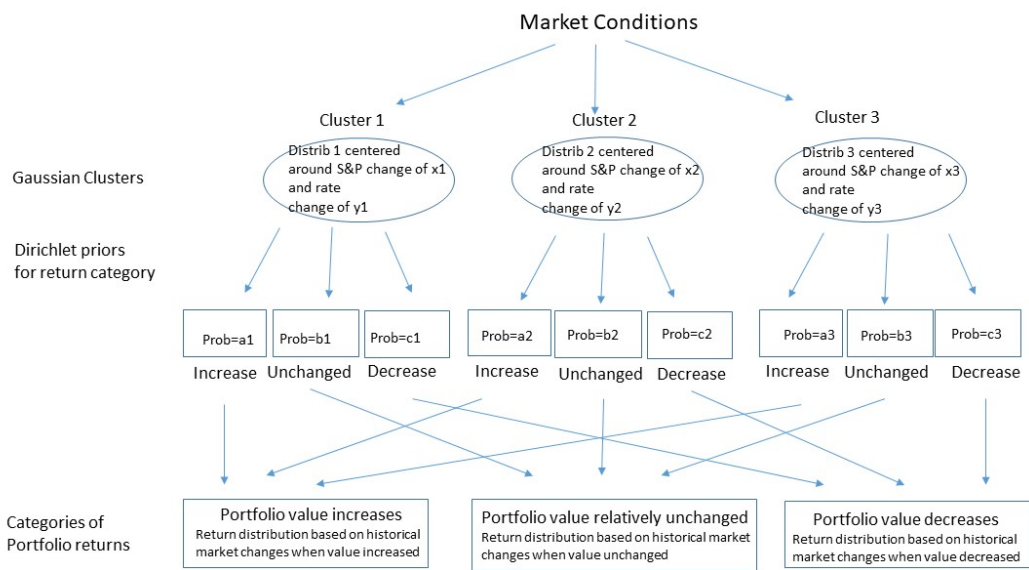 Market Conditions
Cluster 1
Cluster 2
Cluster 3
Gaussian Clusters
Distrib 1 centered
around S&P change of x1
and rate
change of y1
Distrib 2 centered
around S&P change of x2
and rate
change of y2
Distrib 3 centered
around S&P change of x3
and rate
change of y3
Dirichlet priors
for return category
Prob=a1
Prob=b1
Prob=c1
Prob=a2
Prob=b2
Prob=c2
Prob=a3
Prob=b3
Prob=c3
Increase
Unchanged
Decrease
Increase
Unchanged
Decrease
Increase
Unchanged
Decrease
Categories of
Portfolio returns
Portfolio value increases
Return distribution based on historical
market changes when value increased
Portfolio value relatively unchanged
Return distribution based on historical market
changes when value unchanged
Portfolio value decreases
Return distribution based on historical
market changes when value decreased